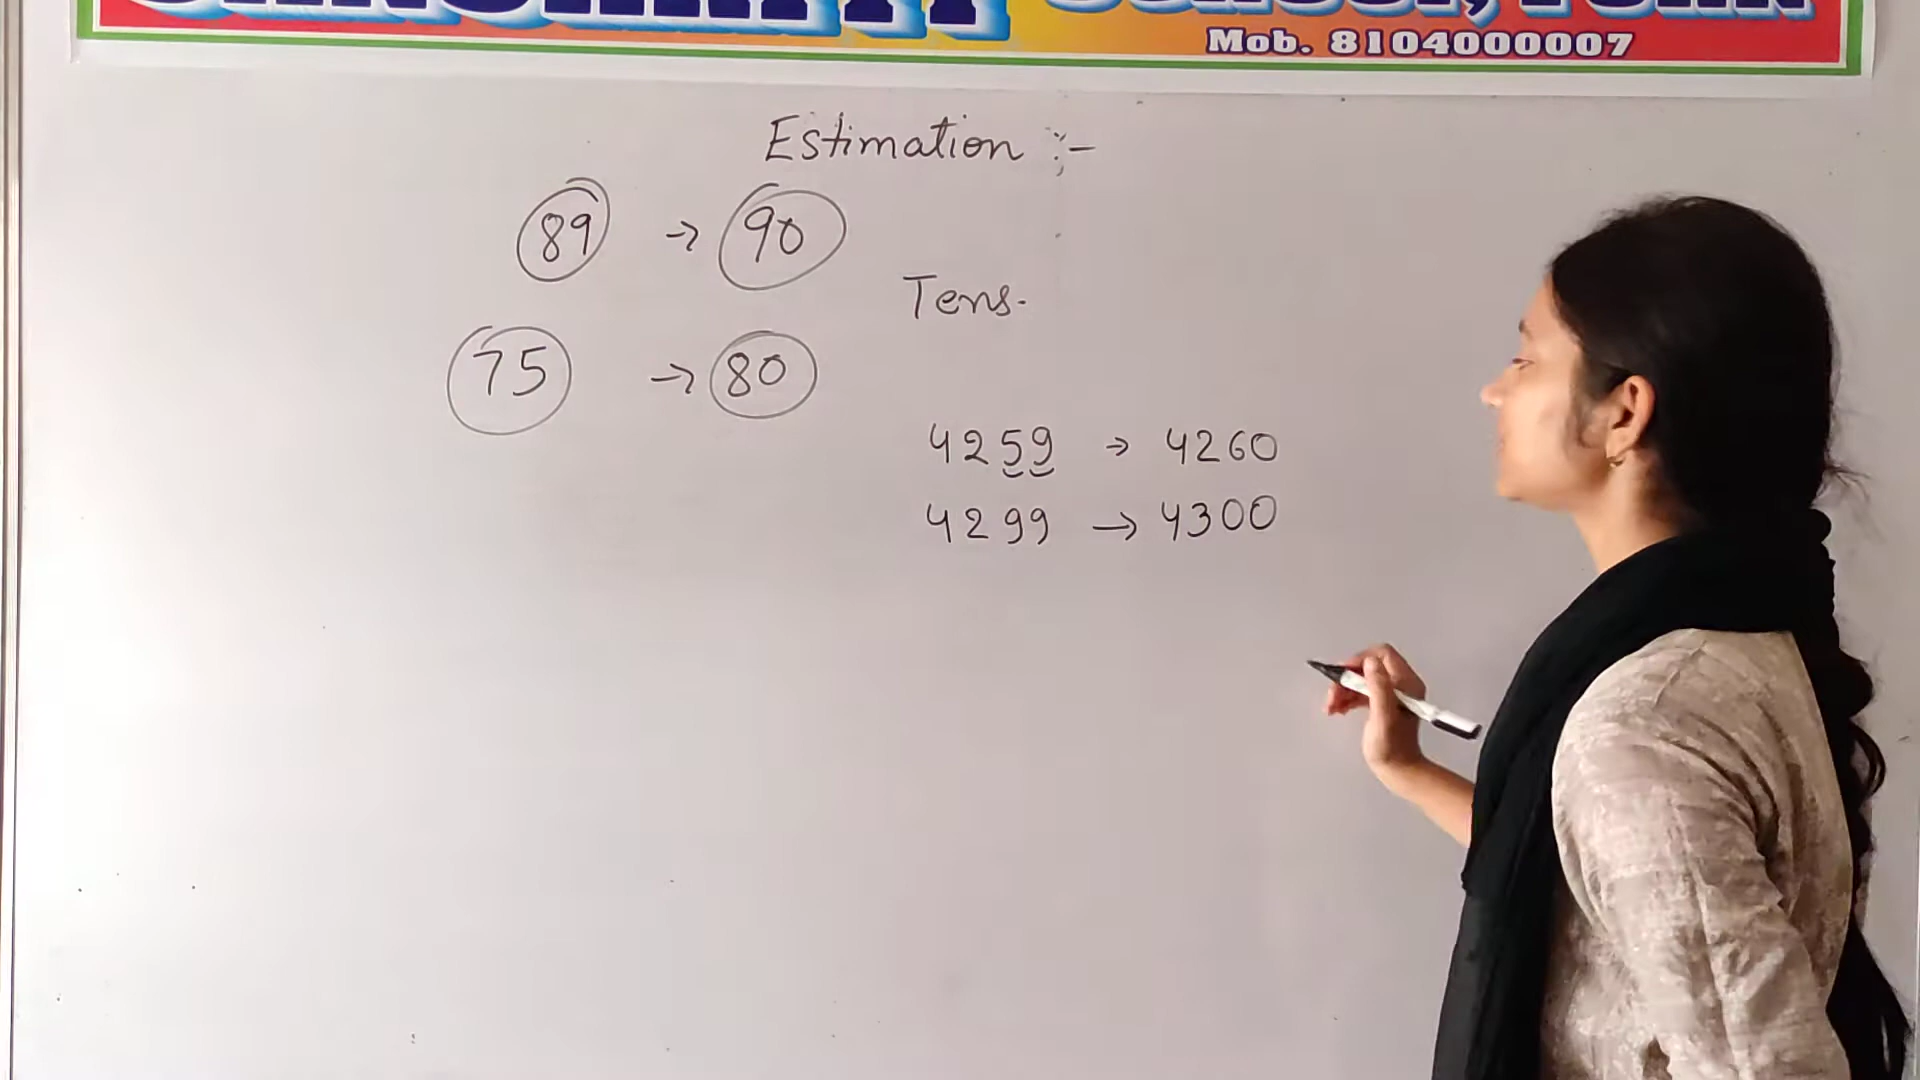 Mob. 8104000007
Estimation :-
89 → 90
Tens.
75 → 80
4259 → 4260
4299 → 4300